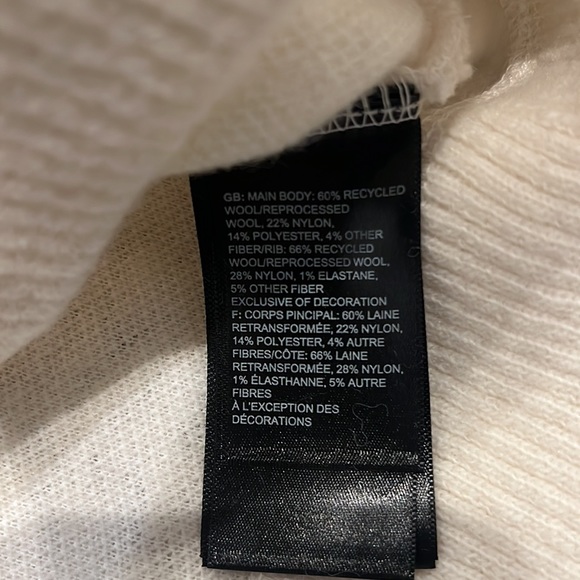 GB: MAIN BODY: 60% RECYCLED
WOOL/REPROCESSED
WOOL, 22% NYLON,
14% POLYESTER, 4% OTHER
FIBER/RIB: 66% RECYCLED
WOOL/REPROCESSED WOOL,
28% NYLON, 1% ELASTANE,
5% OTHER FIBER
EXCLUSIVE OF DECORATION
F: CORPS PINCIPAL: 60% LAINE
RETRANSFORMÉE, 22% NYLON,
14% POLYESTER, 4% AUTRE
FIBRES/CÔTE: 66% LAINE
RETRANSFORMÉE, 28% NYLON,
1% ÉLASTHANNE, 5% AUTRE
FIBRES
À L'EXCEPTION DES
DÉCORATIONS